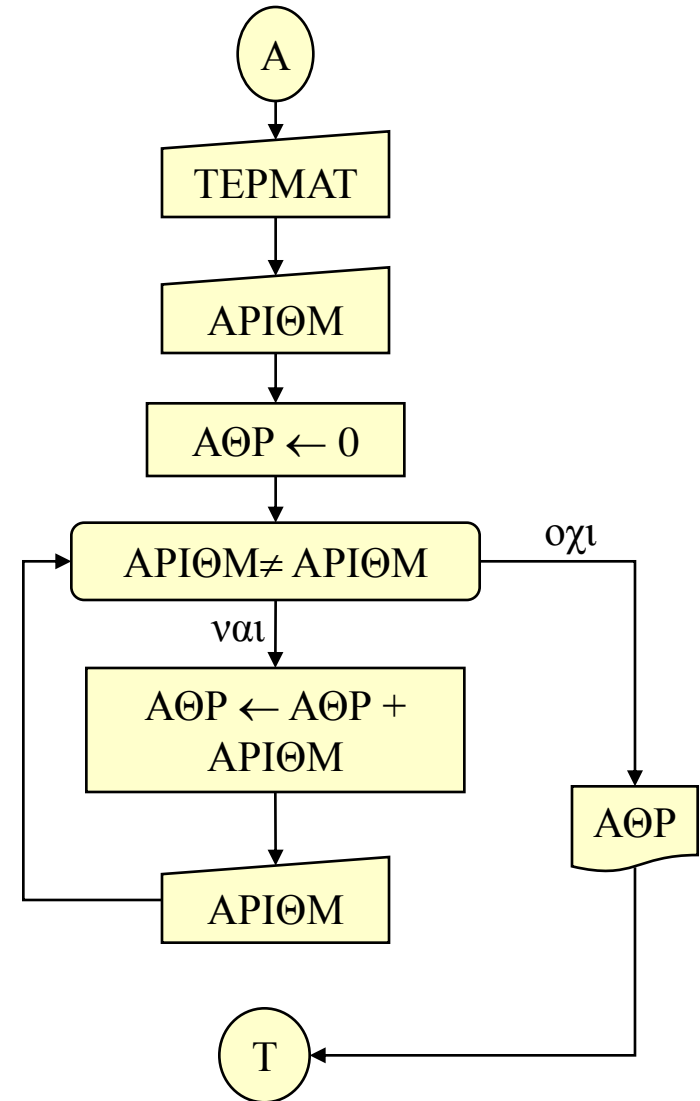 Α
ΤΕΡΜΑΤ
ΑΡΙΘΜ
ΑΘΡ ← 0
ΑΡΙΘΜ≠ ΑΡΙΘΜ
οχι
ναι
ΑΘΡ ← ΑΘΡ +
ΑΡΙΘΜ
ΑΘΡ
ΑΡΙΘΜ
Τ